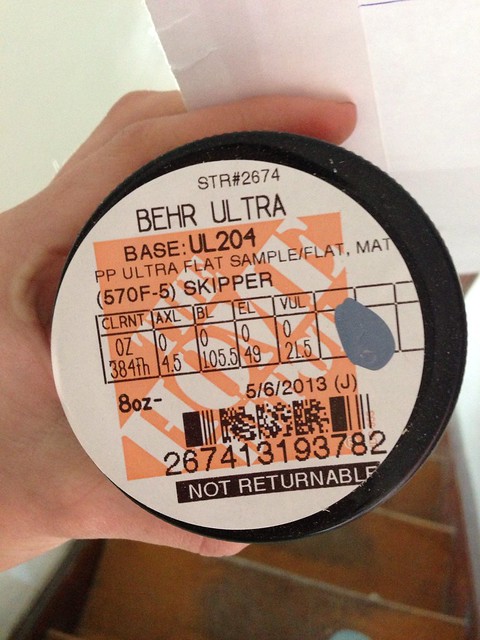 STR#2674
BEHR ULTRA
BASE: UL204
PP ULTRA FLAT SAMPLE/FLAT, MAT
(570F-5) SKIPPER
CLRNT AXL BL EL VUL
OZ 0 0 0 0
384th 4.5 105.5 49 21.5
8oz- 5/6/2013 (J)
267413193782
NOT RETURNABLE
THE
HOME